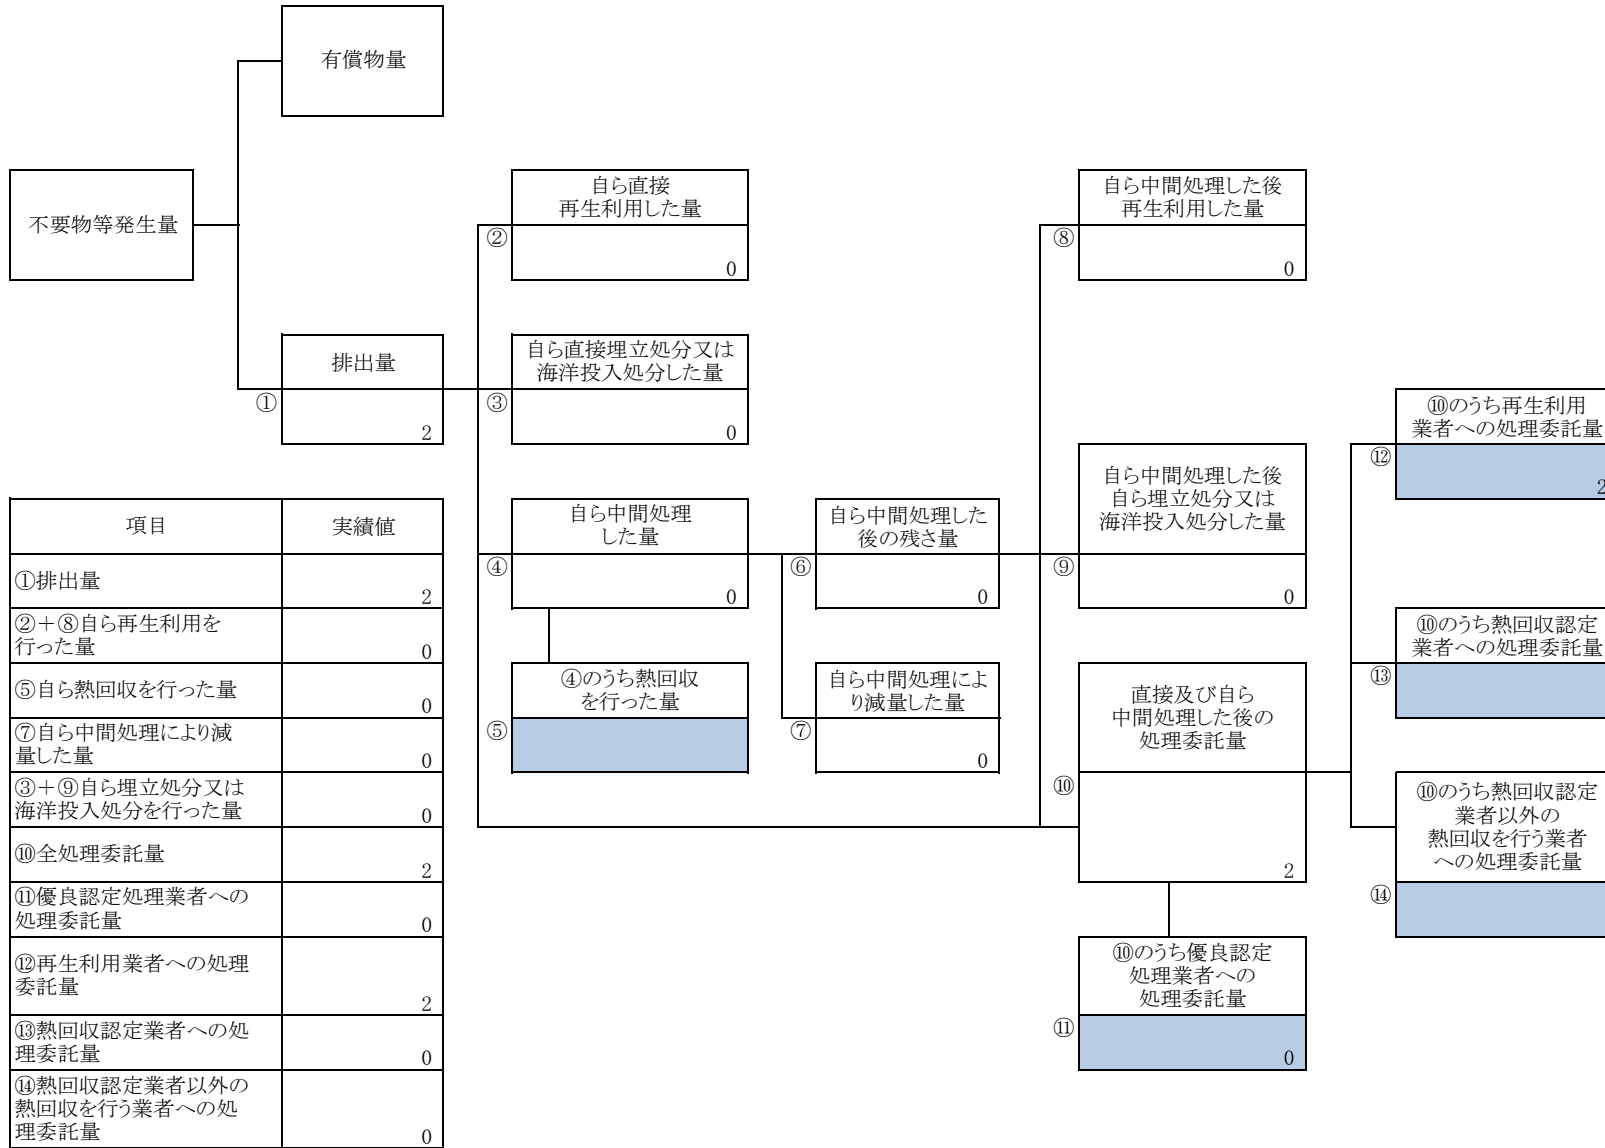 有償物量
不要物等発生量
自ら直接
再生利用した量
②
0
自ら中間処理した後
再生利用した量
⑧
0
排出量
①
2
自ら直接埋立処分又は
海洋投入処分した量
③
0
⑩のうち再生利用
業者への処理委託量
⑫
2
自ら中間処理
した量
④
0
自ら中間処理した
後の残さ量
⑥
0
自ら中間処理した後
自ら埋立処分又は
海洋投入処分した量
⑨
0
⑩のうち熱回収認定
業者への処理委託量
⑬
④のうち熱回収
を行った量
⑤
自ら中間処理によ
り減量した量
⑦
0
直接及び自ら
中間処理した後の
処理委託量
⑩
2
⑩のうち熱回収認定
業者以外の
熱回収を行う業者
への処理委託量
⑭
⑩のうち優良認定
処理業者への
処理委託量
⑪
0
項目 実績値
①排出量
2
②+⑧自ら再生利用を
行った量 0
⑤自ら熱回収を行った量
0
⑦自ら中間処理により減
量した量 0
③+⑨自ら埋立処分又は
海洋投入処分を行った量 0
⑩全処理委託量
2
⑪優良認定処理業者への
処理委託量 0
⑫再生利用業者への処理
委託量
2
⑬熱回収認定業者への処
理委託量 0
⑭熱回収認定業者以外の
熱回収を行う業者への処
理委託量 0